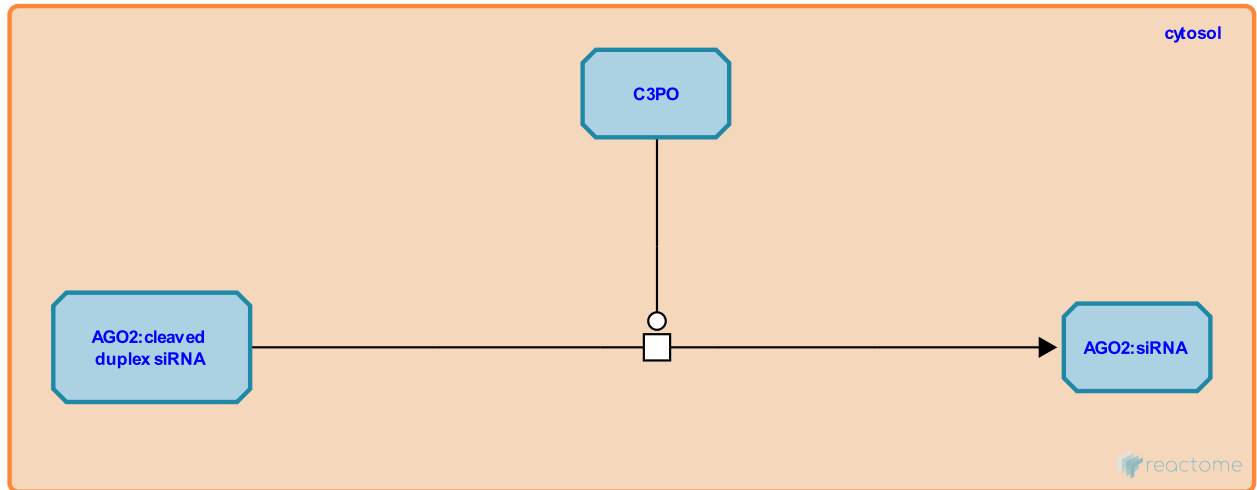 cytosol
C3PO
AGO2:cleaved
duplex siRNA
AGO2:siRNA
reactome